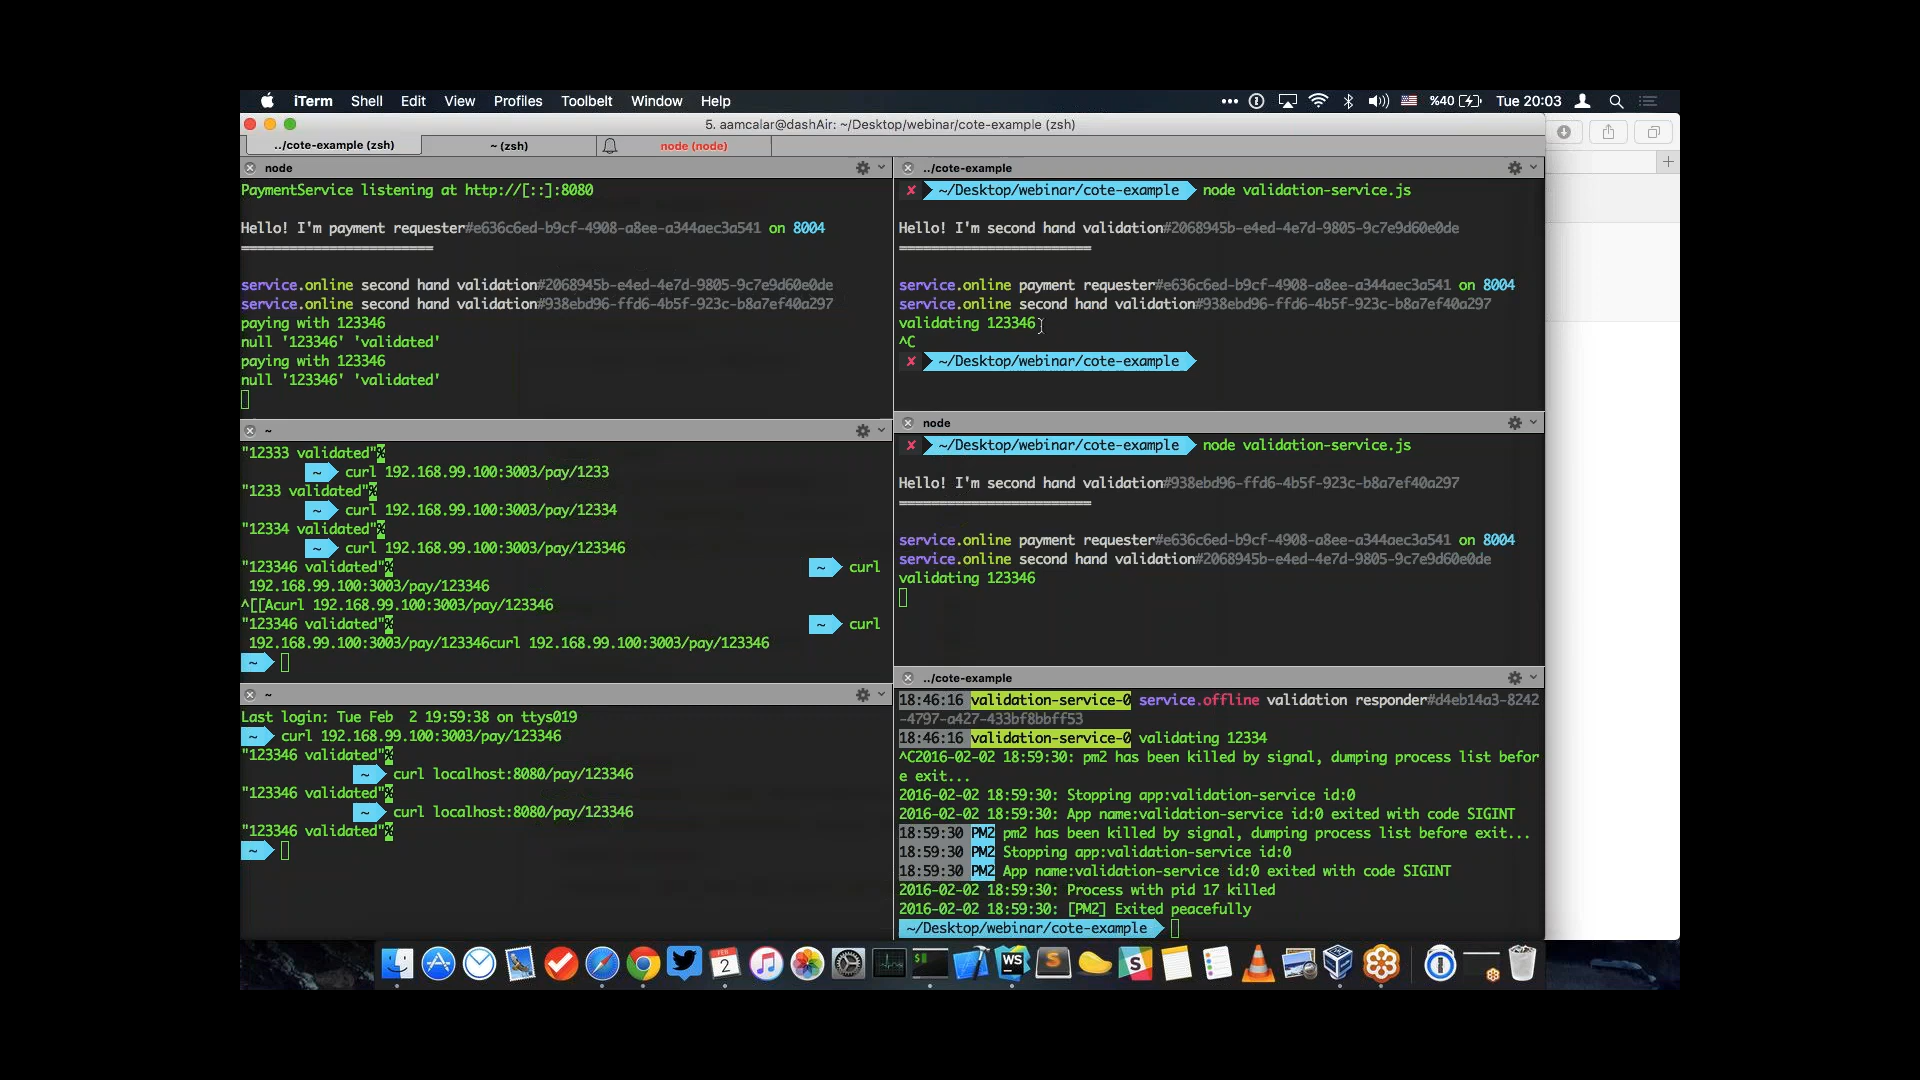 iTerm Shell Edit View Profiles Toolbelt Window Help
%40 Tue 20:03
5. aamcalar@dashAir: ~/Desktop/webinar/cote-example (zsh)
../cote-example (zsh)
~ (zsh)
node (node)
node
PaymentService listening at http://[::]:8080
Hello! I'm payment requester#e636c6ed-b9cf-4908-a8ee-a344aec3a541 on 8004
========================
service.online second hand validation#2068945b-e4ed-4e7d-9805-9c7e9d60e0de
service.online second hand validation#938ebd96-ffd6-4b5f-923c-b8a7ef40a297
paying with 123346
null '123346' 'validated'
paying with 123346
null '123346' 'validated'
~
"12333 validated"%
~ curl 192.168.99.100:3003/pay/1233
"1233 validated"%
~ curl 192.168.99.100:3003/pay/12334
"12334 validated"%
~ curl 192.168.99.100:3003/pay/123346
"123346 validated"% ~ curl
192.168.99.100:3003/pay/123346
^[[Acurl 192.168.99.100:3003/pay/123346
"123346 validated"% ~ curl
192.168.99.100:3003/pay/123346curl 192.168.99.100:3003/pay/123346
~
~
Last login: Tue Feb  2 19:59:38 on ttys019
~ curl 192.168.99.100:3003/pay/123346
"123346 validated"%
~ curl localhost:8080/pay/123346
"123346 validated"%
~ curl localhost:8080/pay/123346
"123346 validated"%
~
../cote-example
✘ ~/Desktop/webinar/cote-example node validation-service.js
Hello! I'm second hand validation#2068945b-e4ed-4e7d-9805-9c7e9d60e0de
========================
service.online payment requester#e636c6ed-b9cf-4908-a8ee-a344aec3a541 on 8004
service.online second hand validation#938ebd96-ffd6-4b5f-923c-b8a7ef40a297
validating 123346
^C
✘ ~/Desktop/webinar/cote-example
node
✘ ~/Desktop/webinar/cote-example node validation-service.js
Hello! I'm second hand validation#938ebd96-ffd6-4b5f-923c-b8a7ef40a297
========================
service.online payment requester#e636c6ed-b9cf-4908-a8ee-a344aec3a541 on 8004
service.online second hand validation#2068945b-e4ed-4e7d-9805-9c7e9d60e0de
validating 123346
../cote-example
18:46:16 validation-service-0 service.offline validation responder#d4eb14a3-8242
-4797-a427-433bf8bbff53
18:46:16 validation-service-0 validating 12334
^C2016-02-02 18:59:30: pm2 has been killed by signal, dumping process list befor
e exit...
2016-02-02 18:59:30: Stopping app:validation-service id:0
2016-02-02 18:59:30: App name:validation-service id:0 exited with code SIGINT
18:59:30 PM2 pm2 has been killed by signal, dumping process list before exit...
18:59:30 PM2 Stopping app:validation-service id:0
18:59:30 PM2 App name:validation-service id:0 exited with code SIGINT
2016-02-02 18:59:30: Process with pid 17 killed
2016-02-02 18:59:30: [PM2] Exited peacefully
~/Desktop/webinar/cote-example
FEB
2
$
WS
S
S